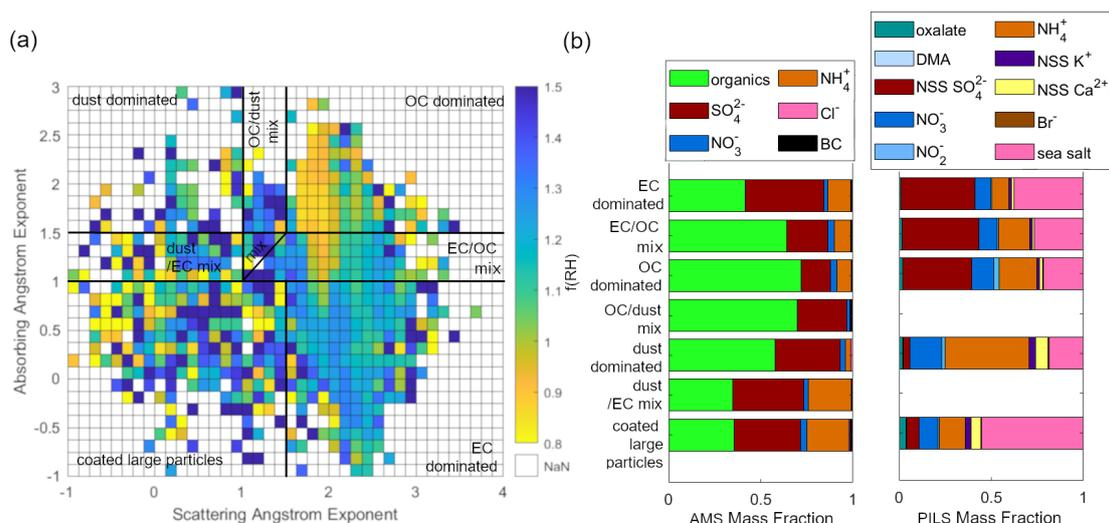 (a)
3
2.5
2
1.5
1
0.5
0
-0.5
-1
Absorbing Angstrom Exponent
dust dominated
OC/dust
mix
OC dominated
dust
/EC mix
mix
EC/OC
mix
coated large particles
EC
dominated
-1
0
1
2
3
4
Scattering Angstrom Exponent
1.5
1.4
1.3
1.2
1.1
1
0.9
0.8
NaN
f(RH)
(b)
organics
SO₄²⁻
NO₃⁻
NH₄⁺
Cl⁻
BC
oxalate
DMA
NSS SO₄²⁻
NO₃⁻
NO₂⁻
NH₄⁺
NSS K⁺
NSS Ca²⁺
Br⁻
sea salt
EC
dominated
EC/OC
mix
OC
dominated
OC/dust
mix
dust
dominated
dust
/EC mix
coated
large
particles
0
0.5
1
AMS Mass Fraction
0
0.5
1
PILS Mass Fraction